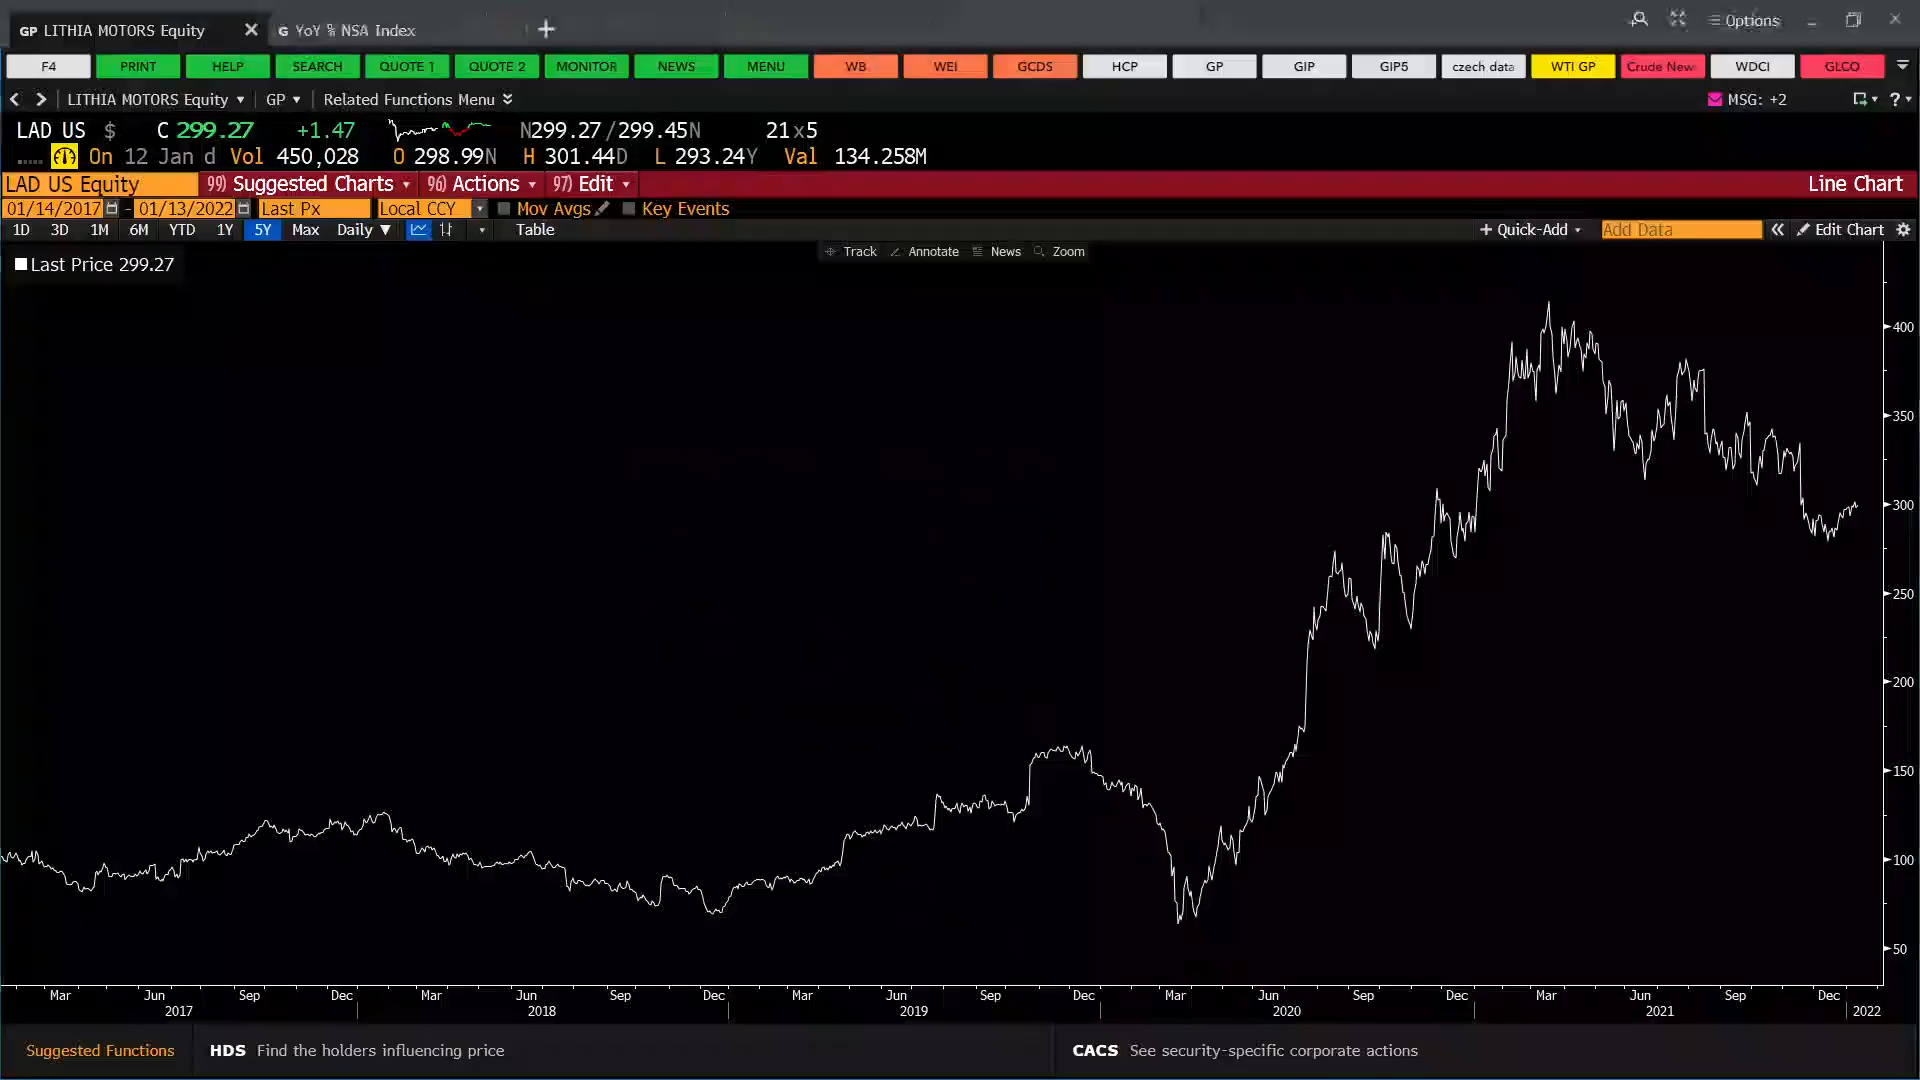 GP LITHIA MOTORS Equity G YoY % NSA Index
Options
F4 PRINT HELP SEARCH QUOTE 1 QUOTE 2 MONITOR NEWS MENU WB WEI GCDS HCP GP GIP GIP5 czech data WTI GP Crude News WDCI GLCO
LITHIA MOTORS Equity GP Related Functions Menu MSG: +2 ?
LAD US $ C 299.27 +1.47 N299.27/299.45N 21x5
On 12 Jan d Vol 450,028 O 298.99N H 301.44D L 293.24Y Val 134.258M
LAD US Equity 99) Suggested Charts 96) Actions 97) Edit Line Chart
01/14/2017 - 01/13/2022 Last Px Local CCY Mov Avgs Key Events
1D 3D 1M 6M YTD 1Y 5Y Max Daily ▼ Table + Quick-Add Add Data « Edit Chart
Track Annotate News Zoom
Last Price 299.27
400
350
300
250
200
150
100
50
Mar Jun Sep Dec Mar Jun Sep Dec Mar Jun Sep Dec Mar Jun Sep Dec Mar Jun Sep Dec
2017 2018 2019 2020 2021 2022
Suggested Functions HDS Find the holders influencing price CACS See security-specific corporate actions